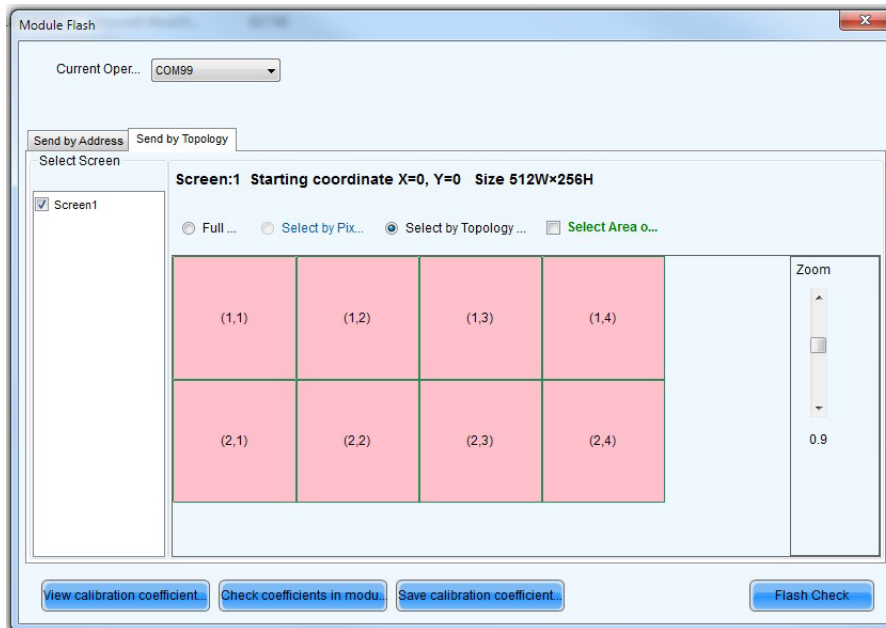 Module Flash
Current Oper... COM99
Send by Address Send by Topology
Select Screen
Screen:1 Starting coordinate X=0, Y=0 Size 512W×256H
Screen1
Full ... Select by Pix... Select by Topology ... Select Area o...
Zoom
(1,1) (1,2) (1,3) (1,4)
(2,1) (2,2) (2,3) (2,4)
0.9
View calibration coefficient... Check coefficients in modu... Save calibration coefficient... Flash Check